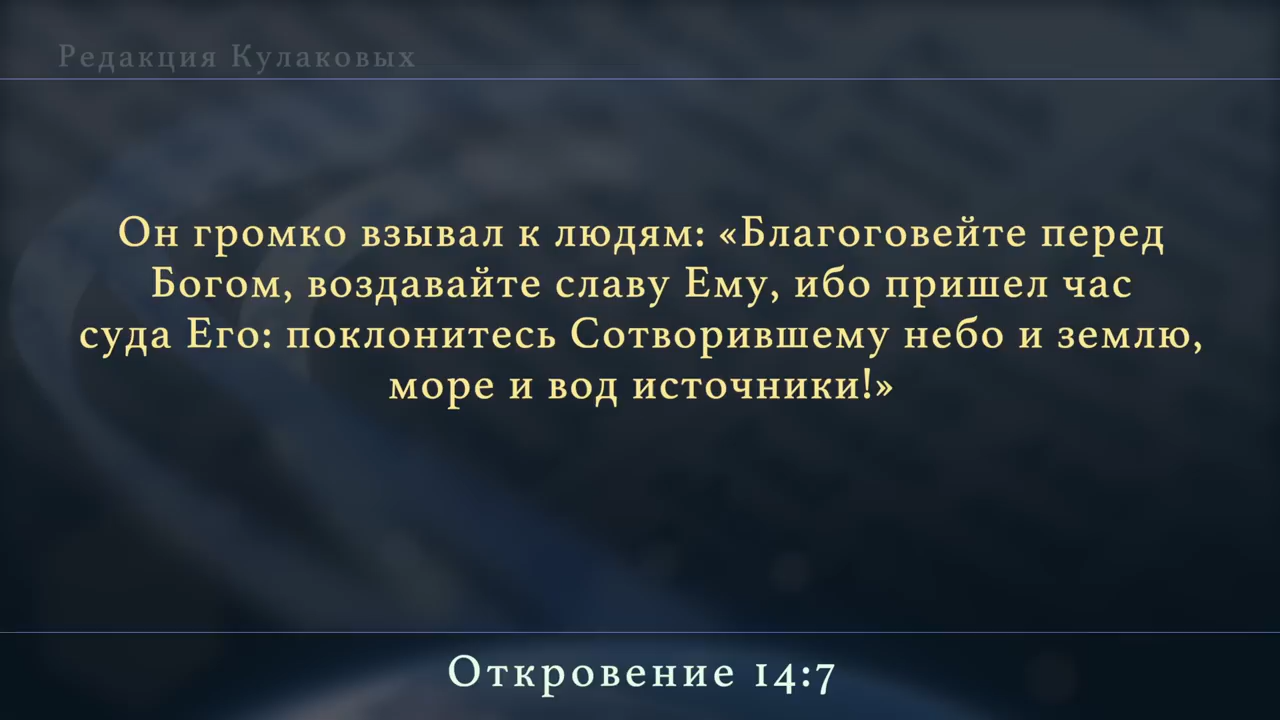 Редакция Кулаковых
Он громко взывал к людям: «Благоговейте перед
Богом, воздавайте славу Ему, ибо пришел час
суда Его: поклонитесь Сотворившему небо и землю,
море и вод источники!»
Откровение 14:7